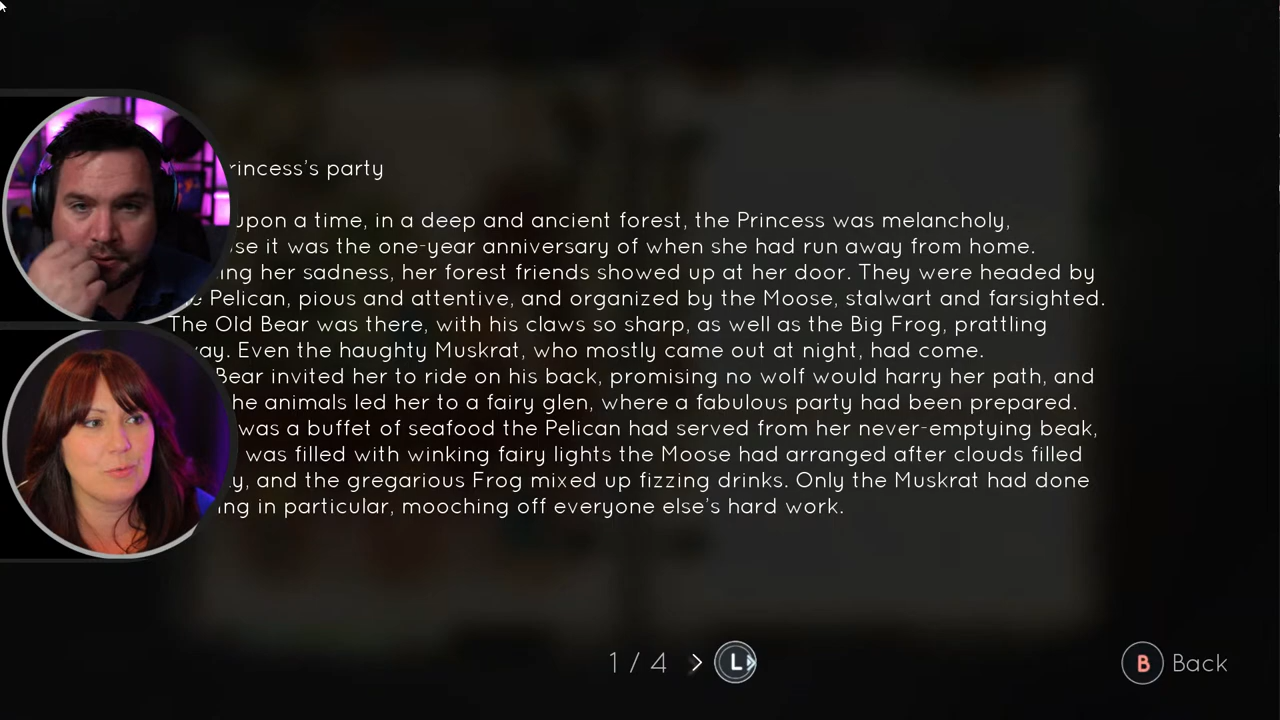 rincess's party
upon a time, in a deep and ancient forest, the Princess was melancholy,
se it was the one-year anniversary of when she had run away from home.
ing her sadness, her forest friends showed up at her door. They were headed by
Pelican, pious and attentive, and organized by the Moose, stalwart and farsighted.
The Old Bear was there, with his claws so sharp, as well as the Big Frog, prattling
way. Even the haughty Muskrat, who mostly came out at night, had come.
Bear invited her to ride on his back, promising no wolf would harry her path, and
he animals led her to a fairy glen, where a fabulous party had been prepared.
was a buffet of seafood the Pelican had served from her never-emptying beak,
was filled with winking fairy lights the Moose had arranged after clouds filled
y, and the gregarious Frog mixed up fizzing drinks. Only the Muskrat had done
ing in particular, mooching off everyone else's hard work.
1 / 4 > L
B Back